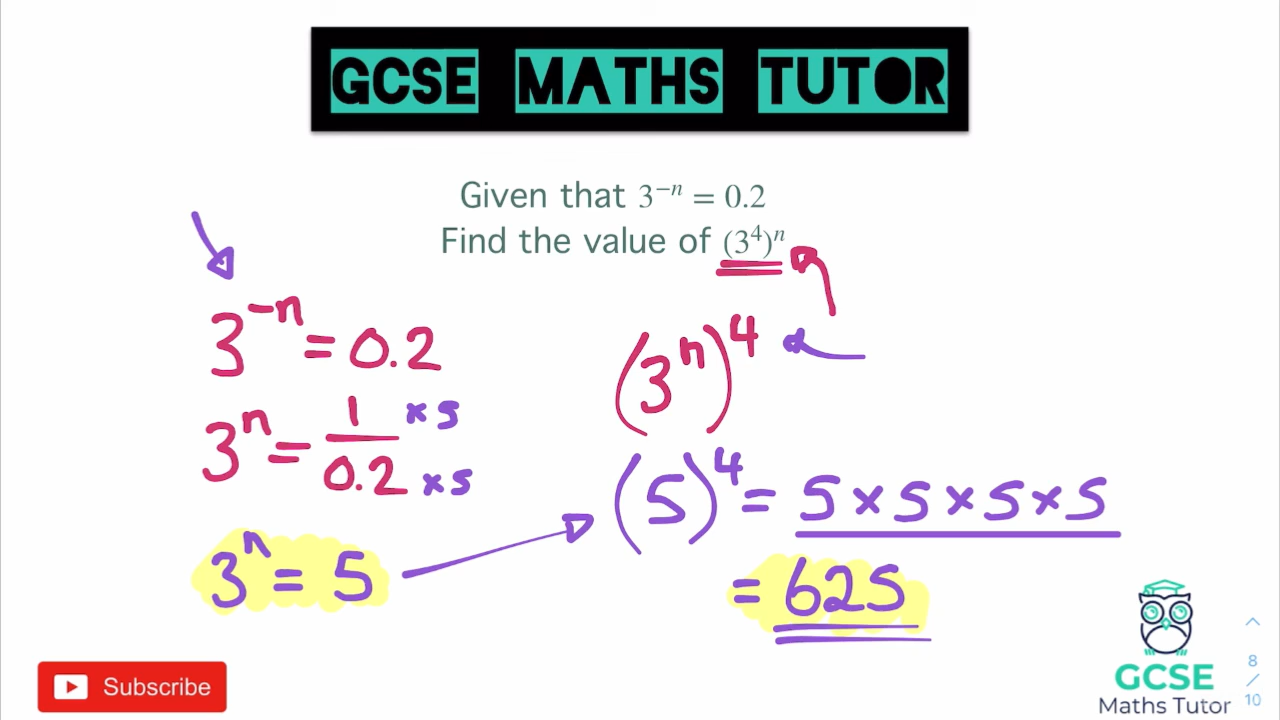 GCSE MATHS TUTOR
Given that 3⁻ⁿ = 0.2
Find the value of (3⁴)ⁿ
3⁻ⁿ = 0.2
3ⁿ = 1/0.2 ×5 ×5
3ⁿ = 5
(3ⁿ)⁴
(5)⁴ = 5 × 5 × 5 × 5
= 625
Subscribe
GCSE
Maths Tutor
8
/
10